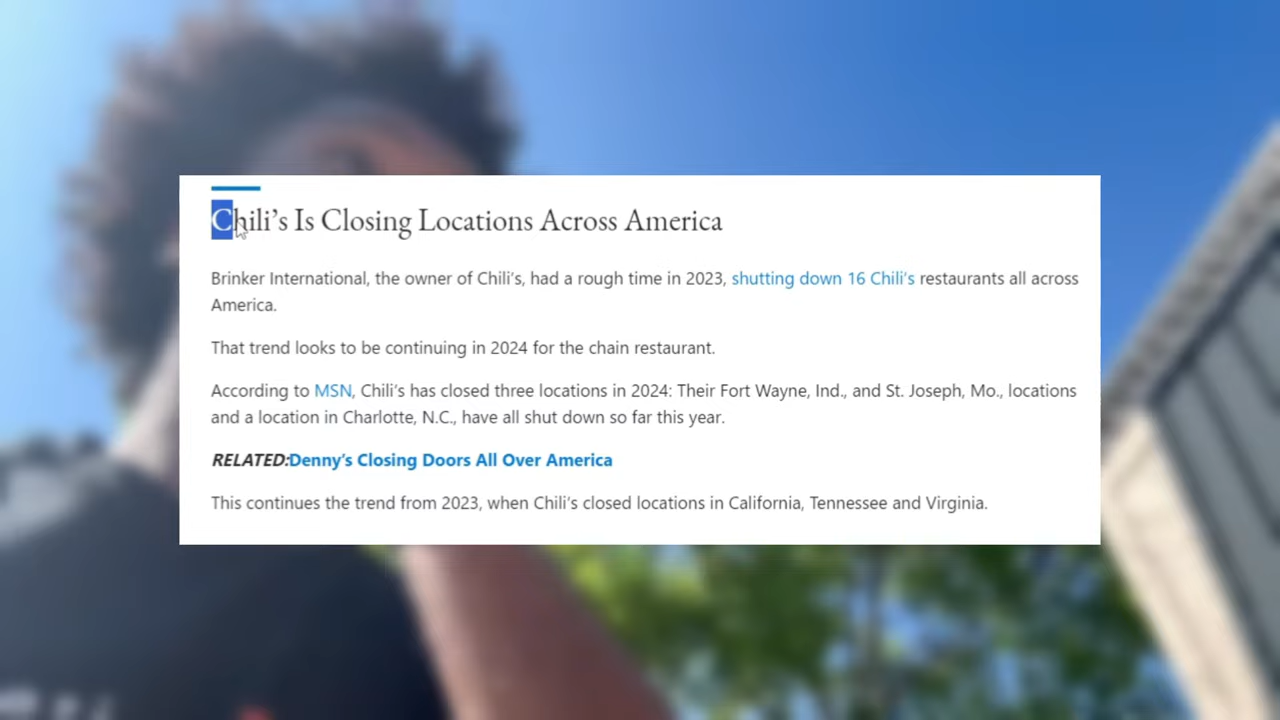 Chili’s Is Closing Locations Across America
Brinker International, the owner of Chili’s, had a rough time in 2023, shutting down 16 Chili’s restaurants all across
America.
That trend looks to be continuing in 2024 for the chain restaurant.
According to MSN, Chili’s has closed three locations in 2024: Their Fort Wayne, Ind., and St. Joseph, Mo., locations
and a location in Charlotte, N.C., have all shut down so far this year.
RELATED:Denny’s Closing Doors All Over America
This continues the trend from 2023, when Chili’s closed locations in California, Tennessee and Virginia.